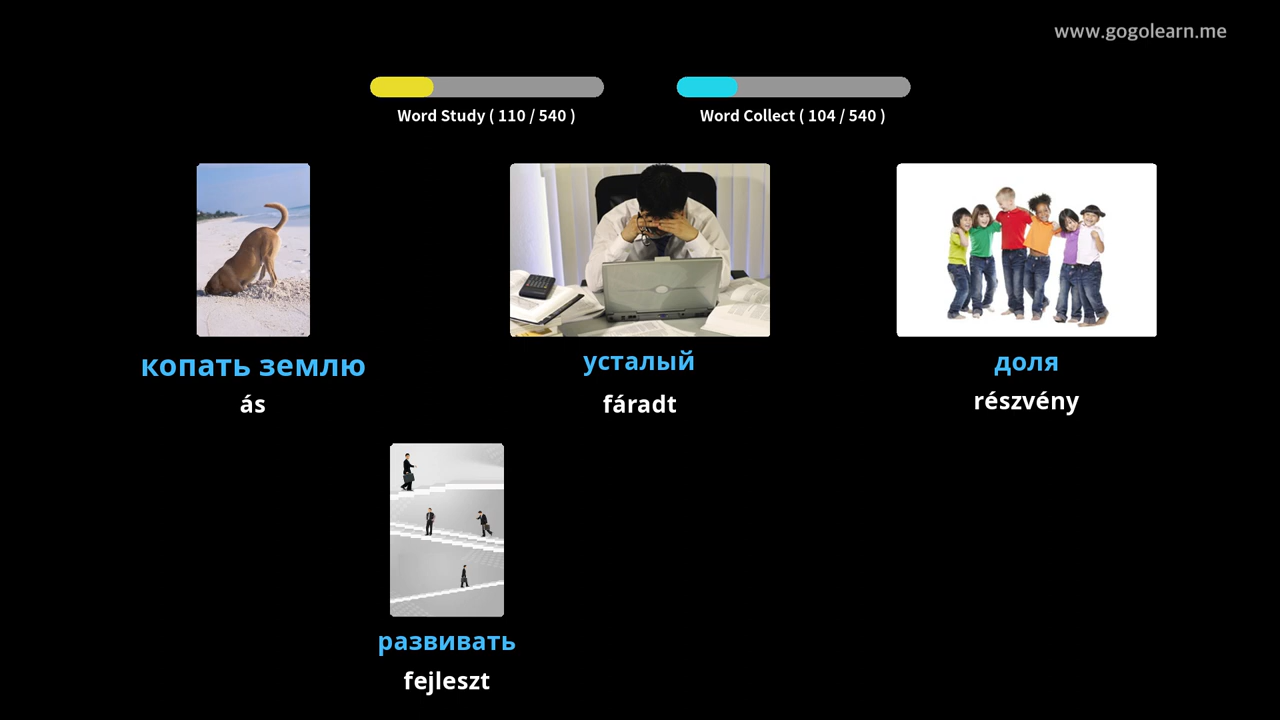 www.gogolearn.me
Word Study ( 110 / 540 )
Word Collect ( 104 / 540 )
копать землю
ás
усталый
fáradt
доля
részvény
развивать
fejleszt